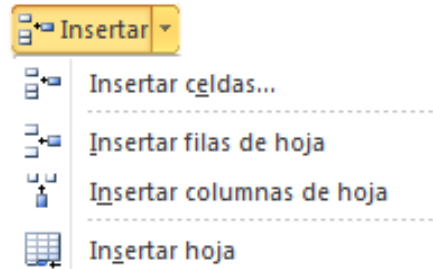 Insertar
Insertar celdas...
Insertar filas de hoja
Insertar columnas de hoja
Insertar hoja